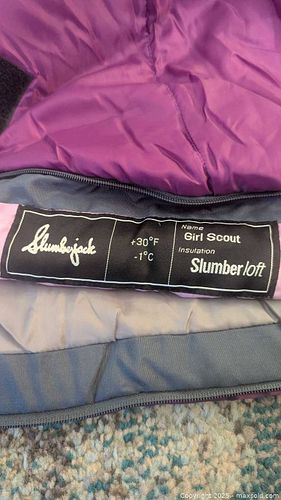 Slumberjack
+30°F
-1°C
Name
Girl Scout
Insulation
Slumberloft
Copyright 2025 - maxsold.com